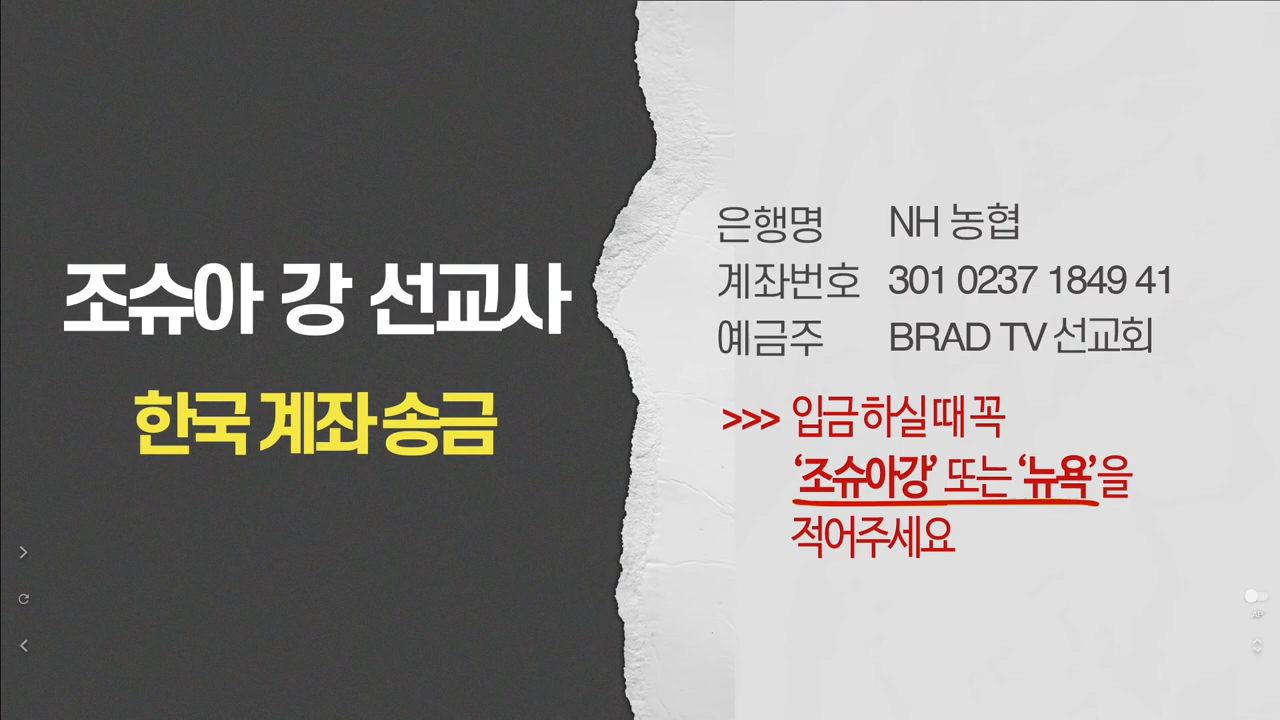 조슈아 강 선교사
한국 계좌 송금
은행명 NH 농협
계좌번호 301 0237 1849 41
예금주 BRAD TV 선교회
>>> 입금 하실 때 꼭
‘조슈아강’ 또는 ‘뉴욕’을
적어주세요
AP